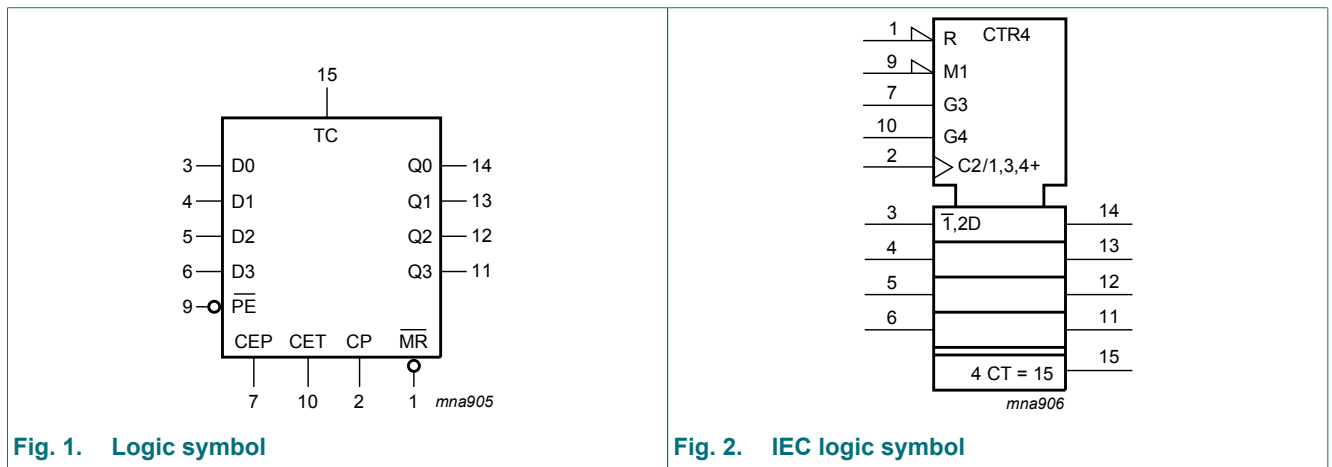 15
TC
3 D0 Q0 14
4 D1 Q1 13
5 D2 Q2 12
6 D3 Q3 11
9 P̅E̅
CEP CET CP M̅R̅
7 10 2 1 mna905
Fig. 1. Logic symbol
1 R CTR4
9 M1
7 G3
10 G4
2 C2/1,3,4+
3 1̅,2D 14
4 13
5 12
6 11
4 CT = 15 15
mna906
Fig. 2. IEC logic symbol